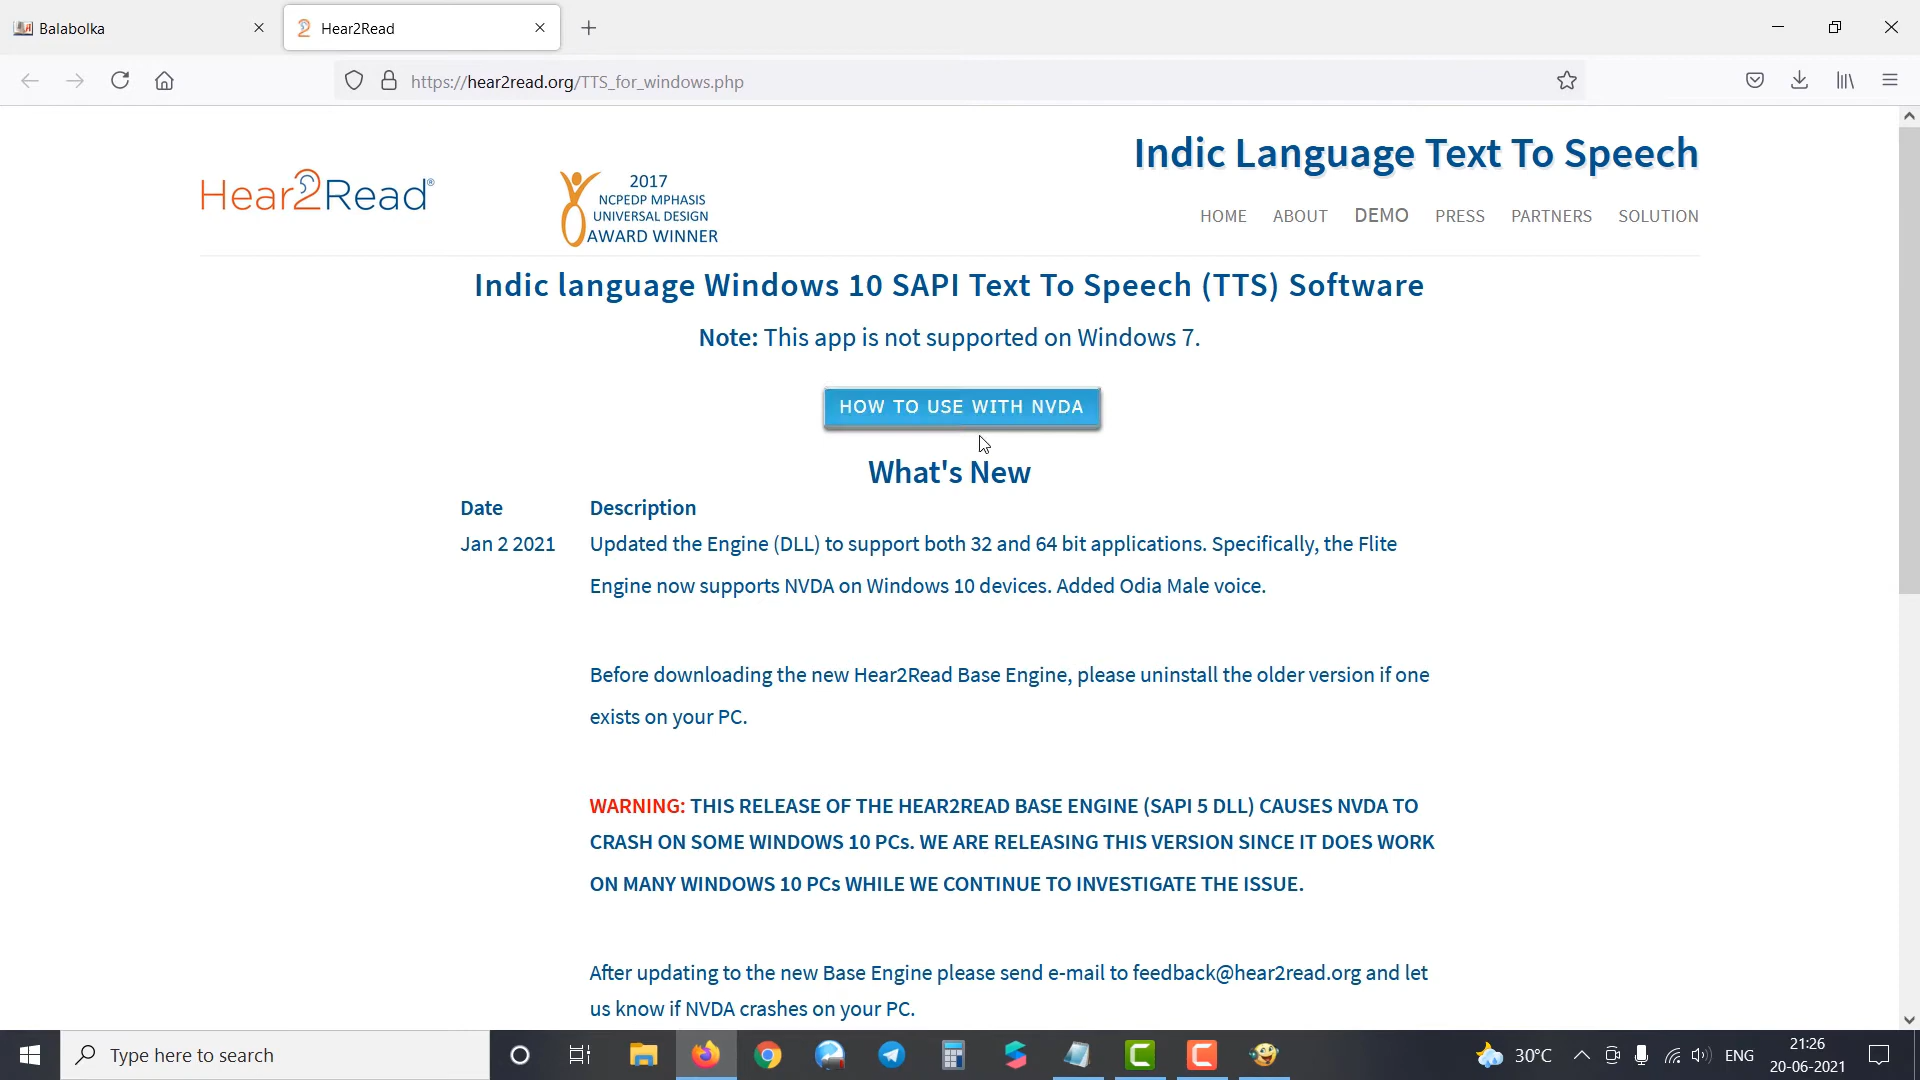 Balabolka
Hear2Read
https://hear2read.org/TTS_for_windows.php
Indic Language Text To Speech
Hear2Read®
2017
NCPEDP MPHASIS
UNIVERSAL DESIGN
AWARD WINNER
HOME ABOUT DEMO PRESS PARTNERS SOLUTION
Indic language Windows 10 SAPI Text To Speech (TTS) Software
Note: This app is not supported on Windows 7.
HOW TO USE WITH NVDA
What's New
Date Description
Jan 2 2021 Updated the Engine (DLL) to support both 32 and 64 bit applications. Specifically, the Flite
Engine now supports NVDA on Windows 10 devices. Added Odia Male voice.
Before downloading the new Hear2Read Base Engine, please uninstall the older version if one
exists on your PC.
WARNING: THIS RELEASE OF THE HEAR2READ BASE ENGINE (SAPI 5 DLL) CAUSES NVDA TO
CRASH ON SOME WINDOWS 10 PCs. WE ARE RELEASING THIS VERSION SINCE IT DOES WORK
ON MANY WINDOWS 10 PCs WHILE WE CONTINUE TO INVESTIGATE THE ISSUE.
After updating to the new Base Engine please send e-mail to feedback@hear2read.org and let
us know if NVDA crashes on your PC.
Type here to search
30°C
ENG
21:26
20-06-2021